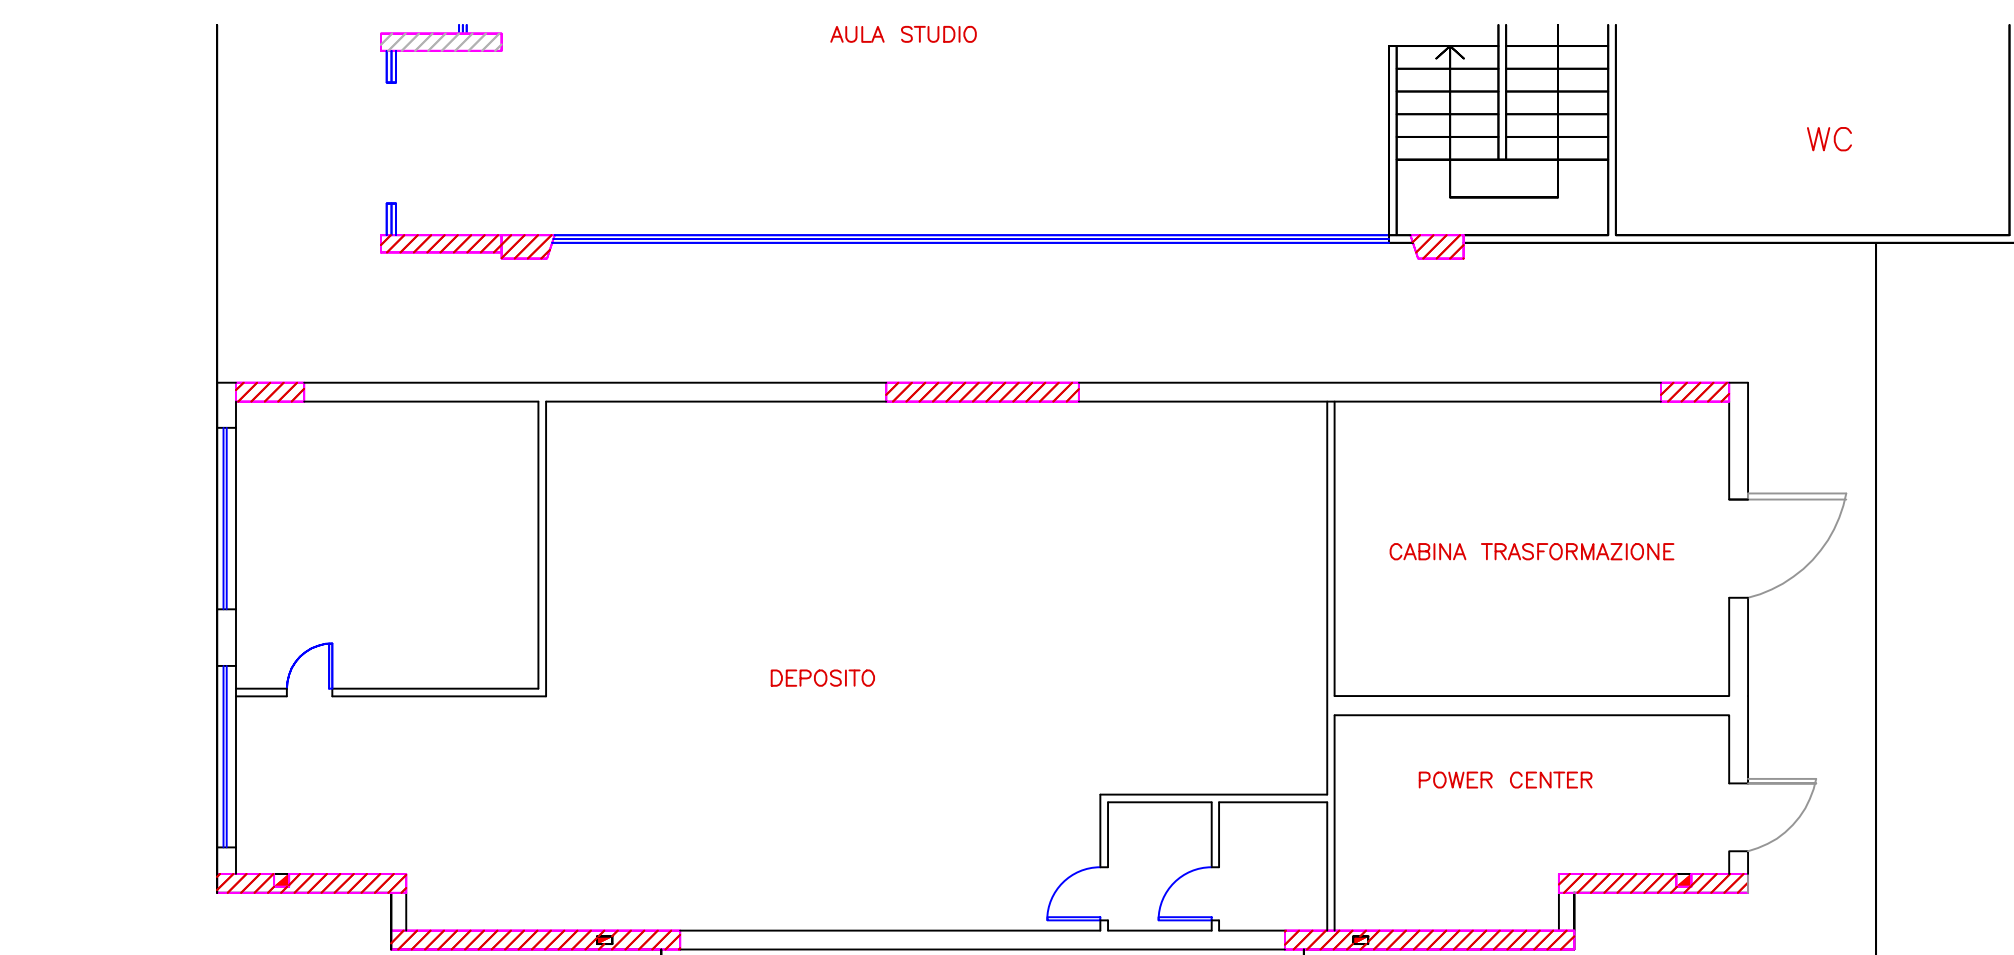 AULA STUDIO
WC
CABINA TRASFORMAZIONE
DEPOSITO
POWER CENTER